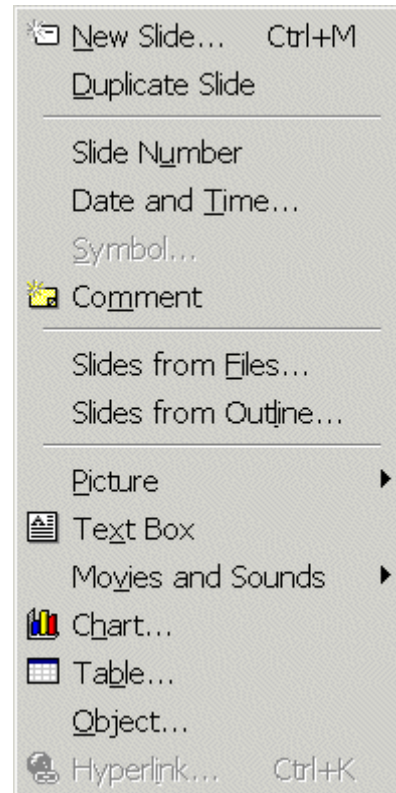 New Slide... Ctrl+M
Duplicate Slide
Slide Number
Date and Time...
Symbol...
Comment
Slides from Files...
Slides from Outline...
Picture
Text Box
Movies and Sounds
Chart...
Table...
Object...
Hyperlink... Ctrl+K